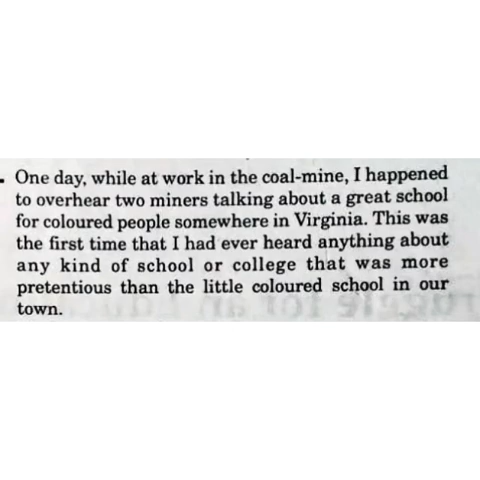 One day, while at work in the coal-mine, I happened
to overhear two miners talking about a great school
for coloured people somewhere in Virginia. This was
the first time that I had ever heard anything about
any kind of school or college that was more
pretentious than the little coloured school in our
town.